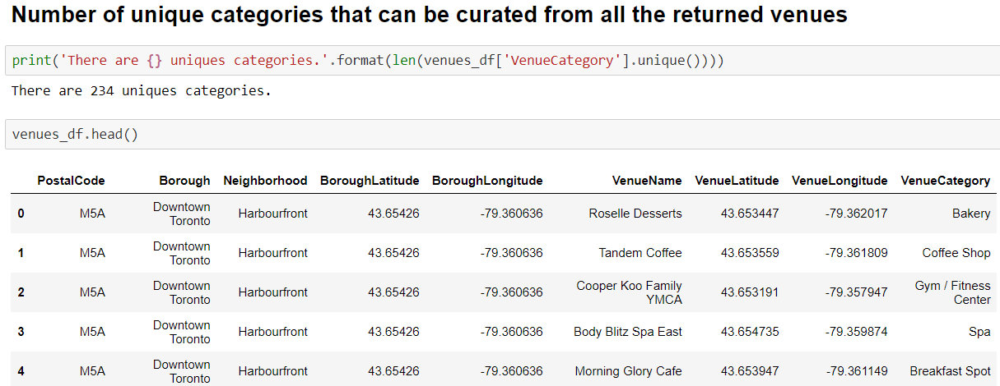 Number of unique categories that can be curated from all the returned venues
print('There are {} uniques categories.'.format(len(venues_df['VenueCategory'].unique())))
There are 234 uniques categories.
venues_df.head()
PostalCode Borough Neighborhood BoroughLatitude BoroughLongitude VenueName VenueLatitude VenueLongitude VenueCategory
0 M5A Downtown Toronto Harbourfront 43.65426 -79.360636 Roselle Desserts 43.653447 -79.362017 Bakery
1 M5A Downtown Toronto Harbourfront 43.65426 -79.360636 Tandem Coffee 43.653559 -79.361809 Coffee Shop
2 M5A Downtown Toronto Harbourfront 43.65426 -79.360636 Cooper Koo Family YMCA 43.653191 -79.357947 Gym / Fitness Center
3 M5A Downtown Toronto Harbourfront 43.65426 -79.360636 Body Blitz Spa East 43.654735 -79.359874 Spa
4 M5A Downtown Toronto Harbourfront 43.65426 -79.360636 Morning Glory Cafe 43.653947 -79.361149 Breakfast Spot